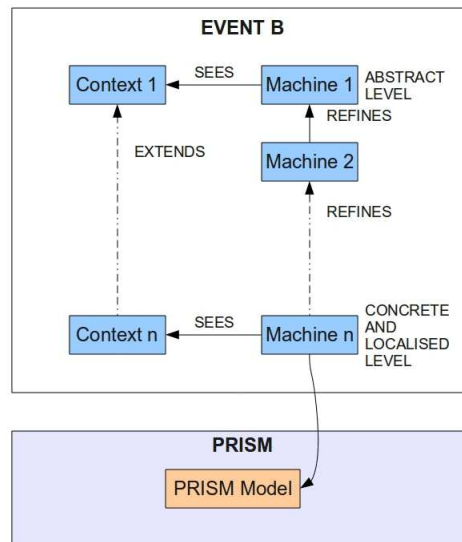 EVENT B
Context 1
SEES
Machine 1
ABSTRACT
LEVEL
REFINES
Machine 2
EXTENDS
REFINES
Context n
SEES
Machine n
CONCRETE
AND
LOCALISED
LEVEL
PRISM
PRISM Model